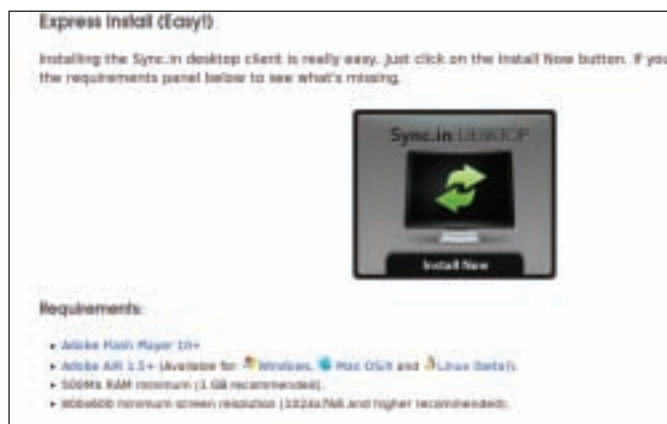 Express Install (Easy!)
Installing the Sync.in desktop client is really easy. Just click on the Install Now button. If you
the requirements panel below to see what's missing.
Sync.in DESKTOP
Install Now
Requirements:
▸ Adobe Flash Player 10+
▸ Adobe AIR 1.5+ (Available for: Windows, Mac OS/X and Linux (beta)).
▸ 500Mb RAM minimum (1 GB recommended).
▸ 800x600 minimum screen resolution (1024x768 and higher recommended).